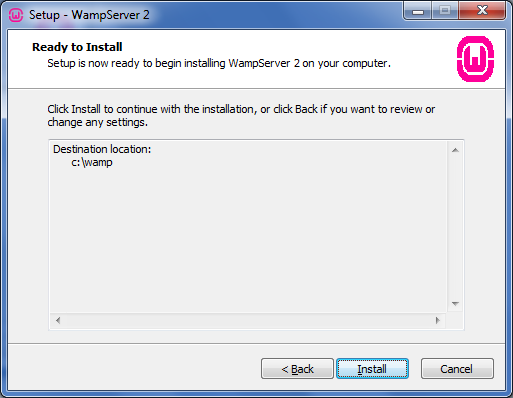 Setup - WampServer 2
Ready to Install
Setup is now ready to begin installing WampServer 2 on your computer.
Click Install to continue with the installation, or click Back if you want to review or
change any settings.
Destination location:
c:\wamp
< Back
Install
Cancel